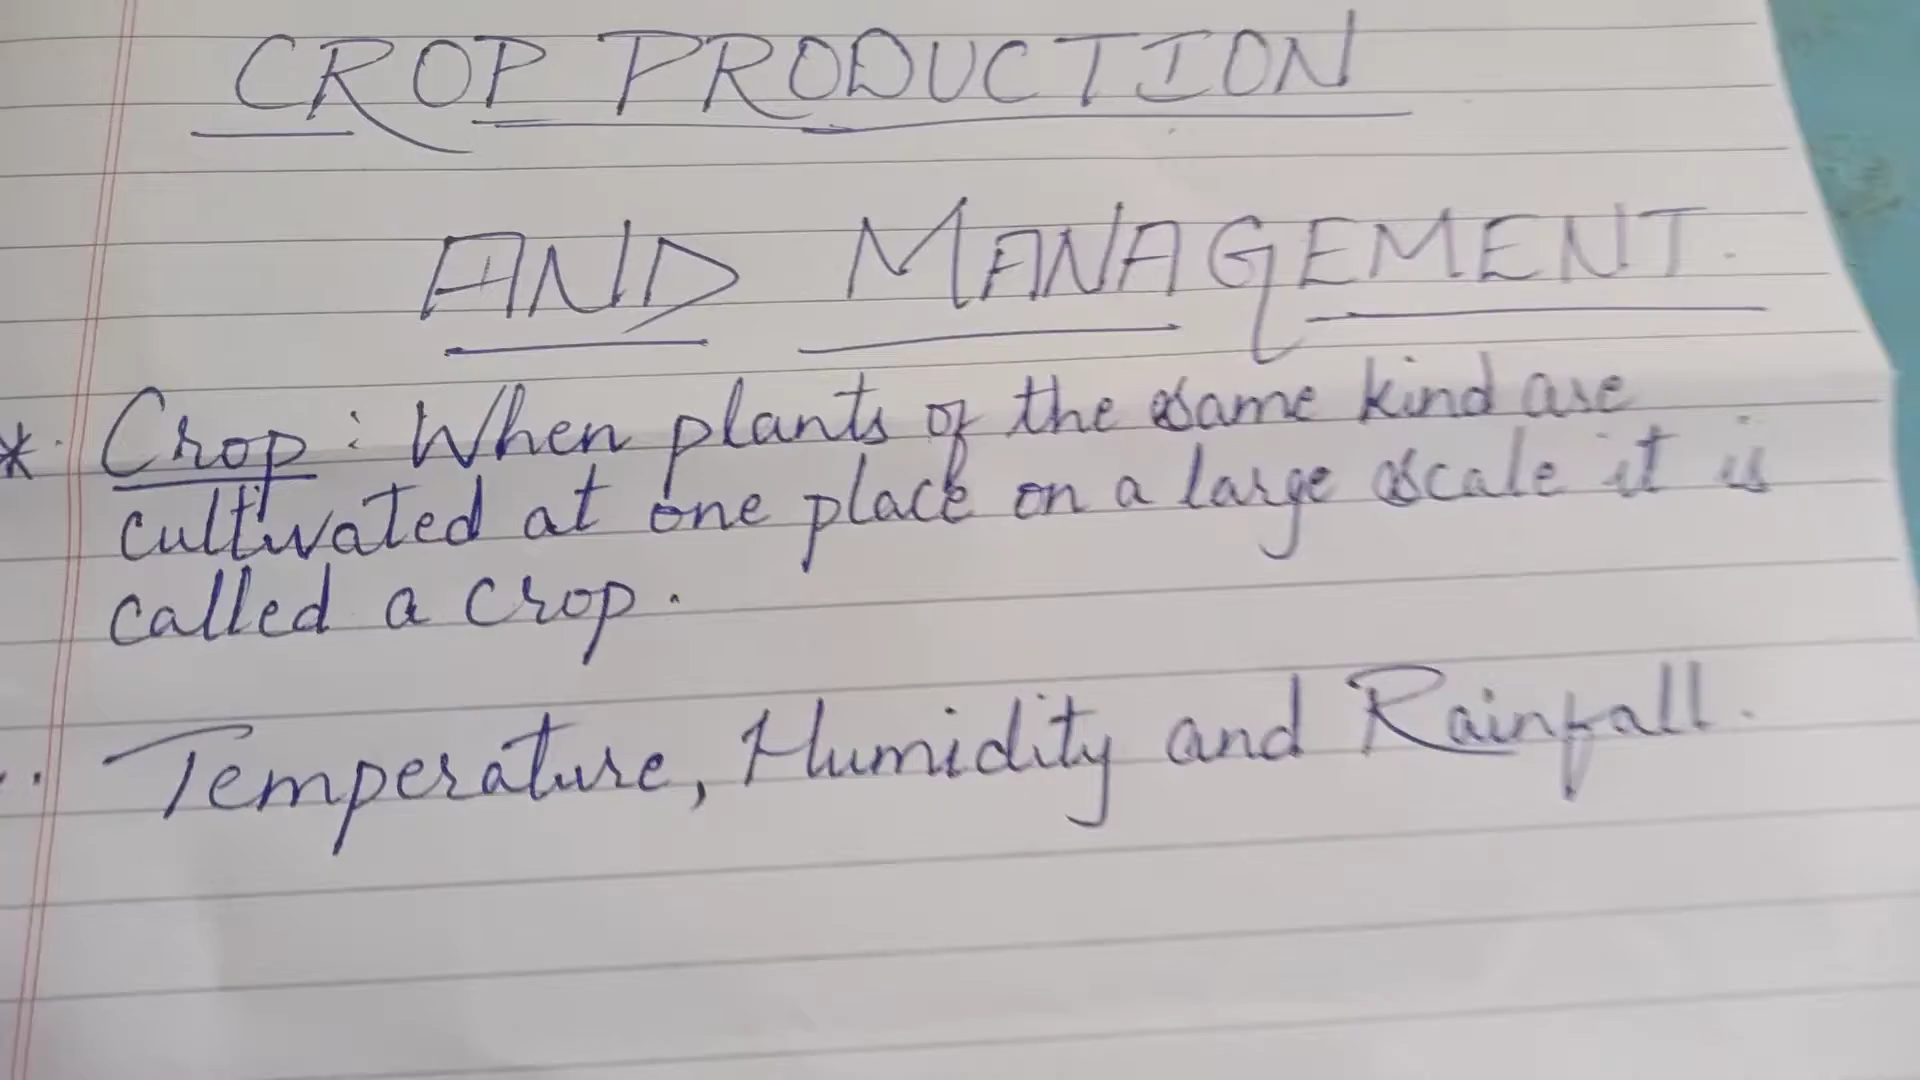 CROP PRODUCTION
AND MANAGEMENT.
* Crop : When plants of the same kind are
cultivated at one place on a large scale it is
called a crop.
Temperature, Humidity and Rainfall.